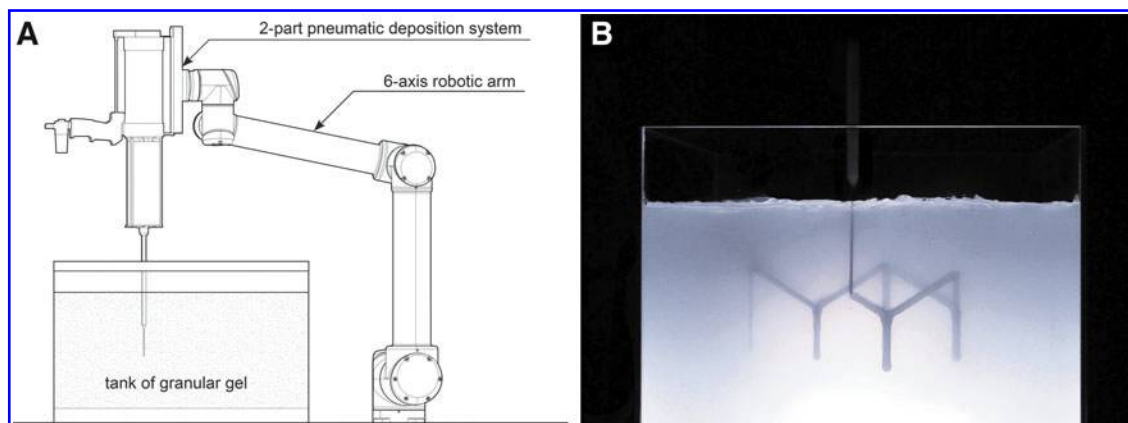 A
2-part pneumatic deposition system
6-axis robotic arm
tank of granular gel
B